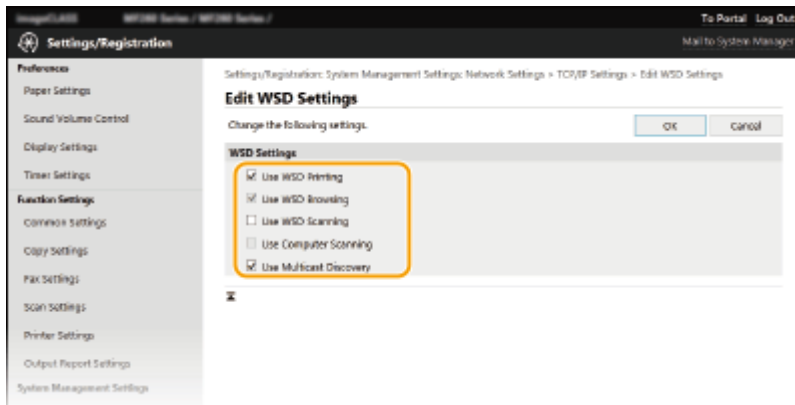 To Portal Log Out
Settings/Registration
Mail to System Manager
Preferences
Paper Settings
Sound Volume Control
Display Settings
Timer Settings
Function Settings
Common Settings
Copy Settings
Fax Settings
Scan Settings
Printer Settings
Output Report Settings
System Management Settings
Settings/Registration: System Management Settings: Network Settings > TCP/IP Settings > Edit WSD Settings
Edit WSD Settings
Change the following settings.
OK
Cancel
WSD Settings
Use WSD Printing
Use WSD Browsing
Use WSD Scanning
Use Computer Scanning
Use Multicast Discovery